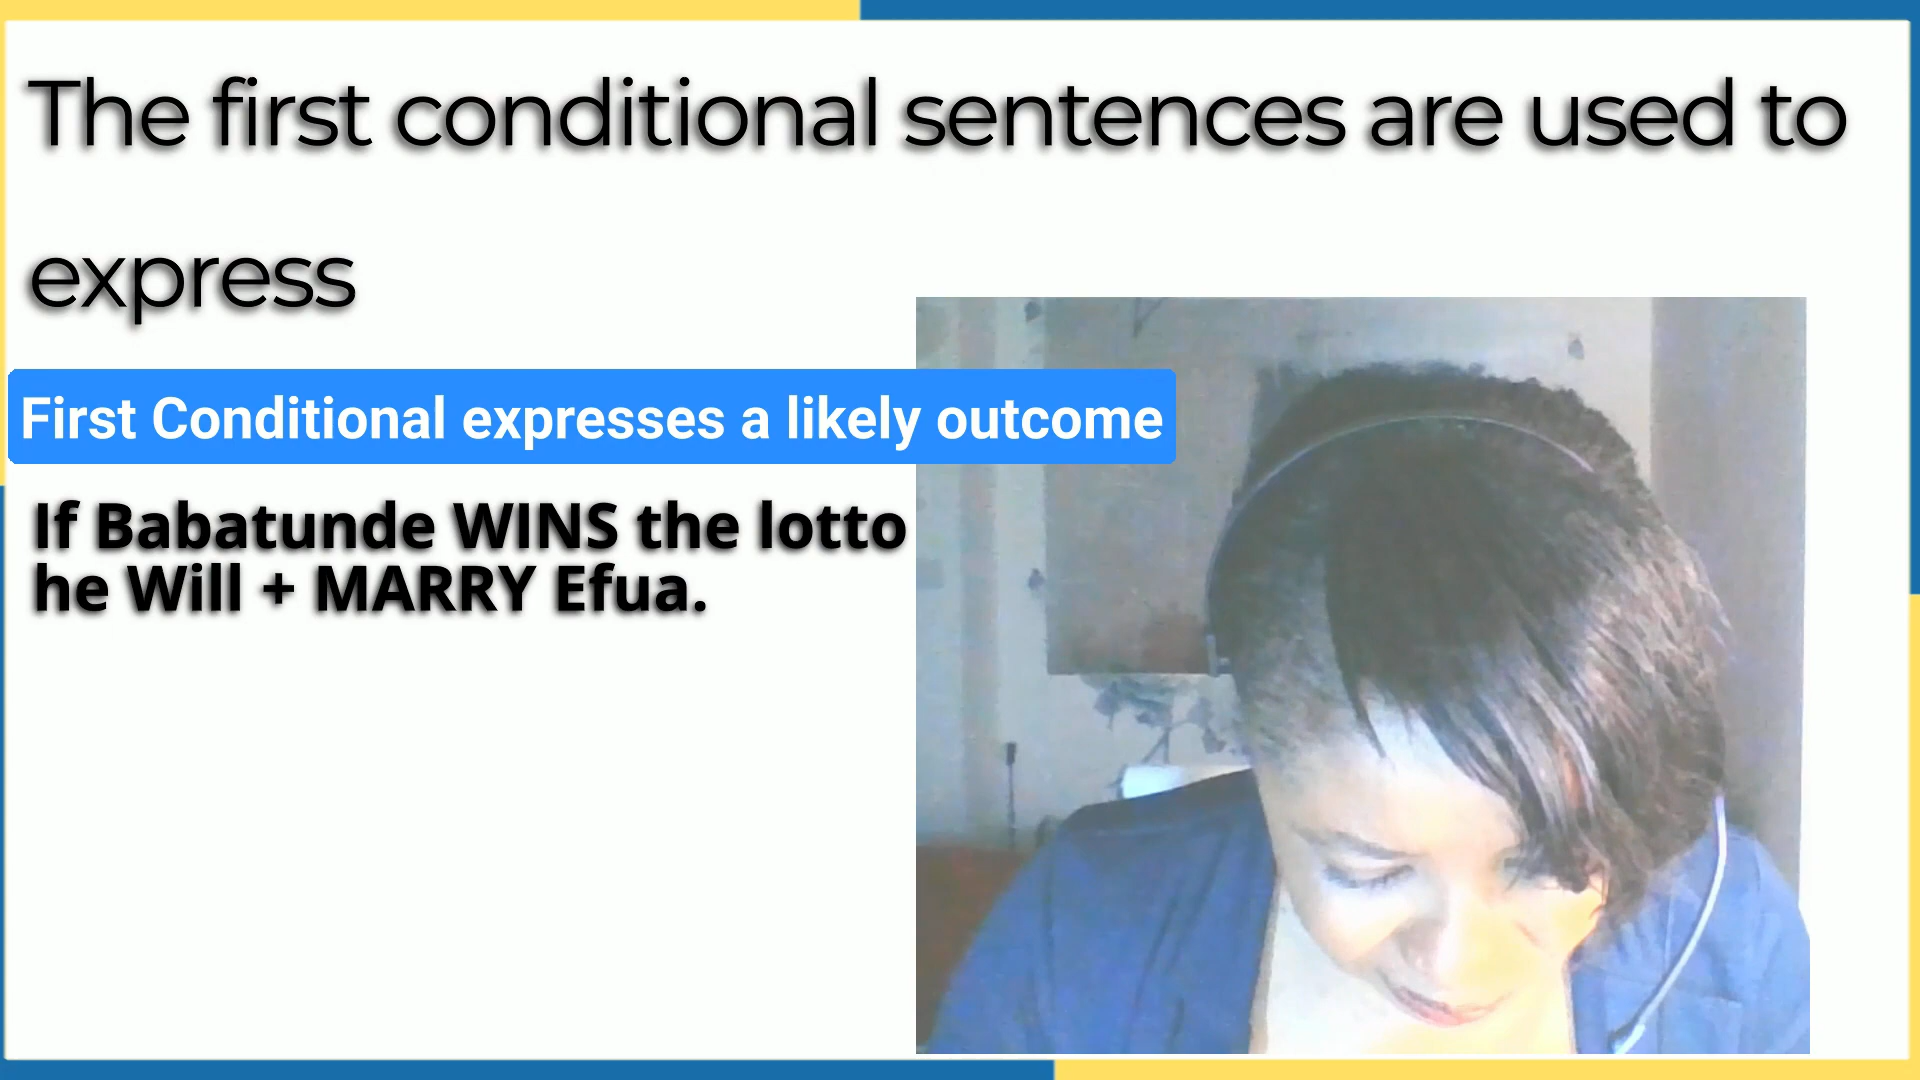 The first conditional sentences are used to
express
First Conditional expresses a likely outcome
If Babatunde WINS the lotto
he Will + MARRY Efua.